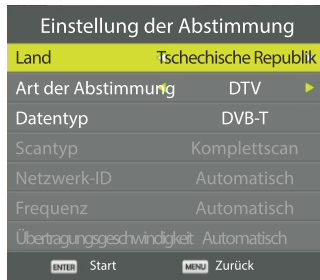 Einstellung der Abstimmung
Land Tschechische Republik
Art der Abstimmung DTV
Datentyp DVB-T
Scantyp Komplettscan
Netzwerk-ID Automatisch
Frequenz Automatisch
Übertragungsgeschwindigkeit Automatisch
ENTER Start MENU Zurück